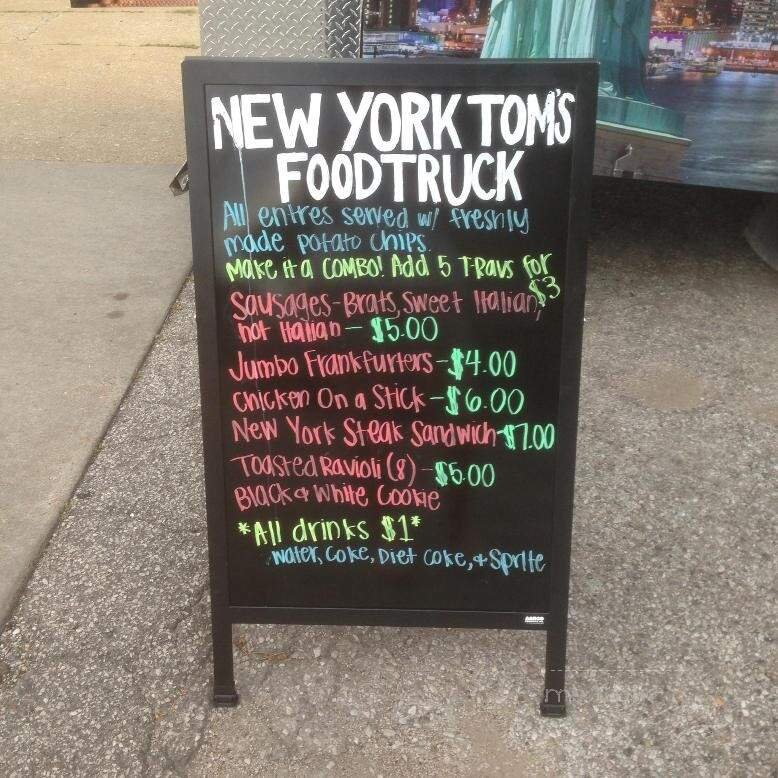 NEW YORK TOM'S
FOODTRUCK
All entres served w/ freshly
made potato chips.
Make it a COMBO! Add 5 T-Ravs for
$3
Sausages-Brats, Sweet Italian,
hot Italian - $5.00
Jumbo Frankfurters - $4.00
Chicken On a Stick - $6.00
New York Steak Sandwich - $7.00
Toasted Ravioli (8) - $5.00
Black & White Cookie
*All drinks $1*
water, Coke, Diet Coke, + Sprite